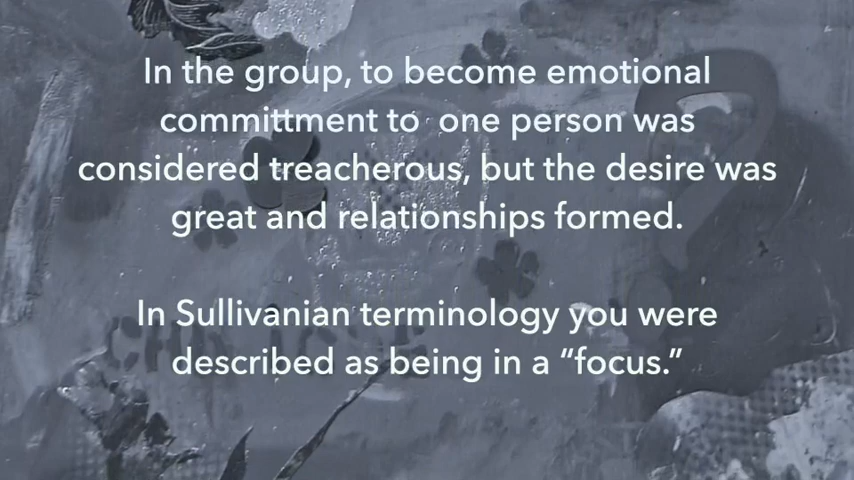 In the group, to become emotional
committment to one person was
considered treacherous, but the desire was
great and relationships formed.
In Sullivanian terminology you were
described as being in a “focus.”